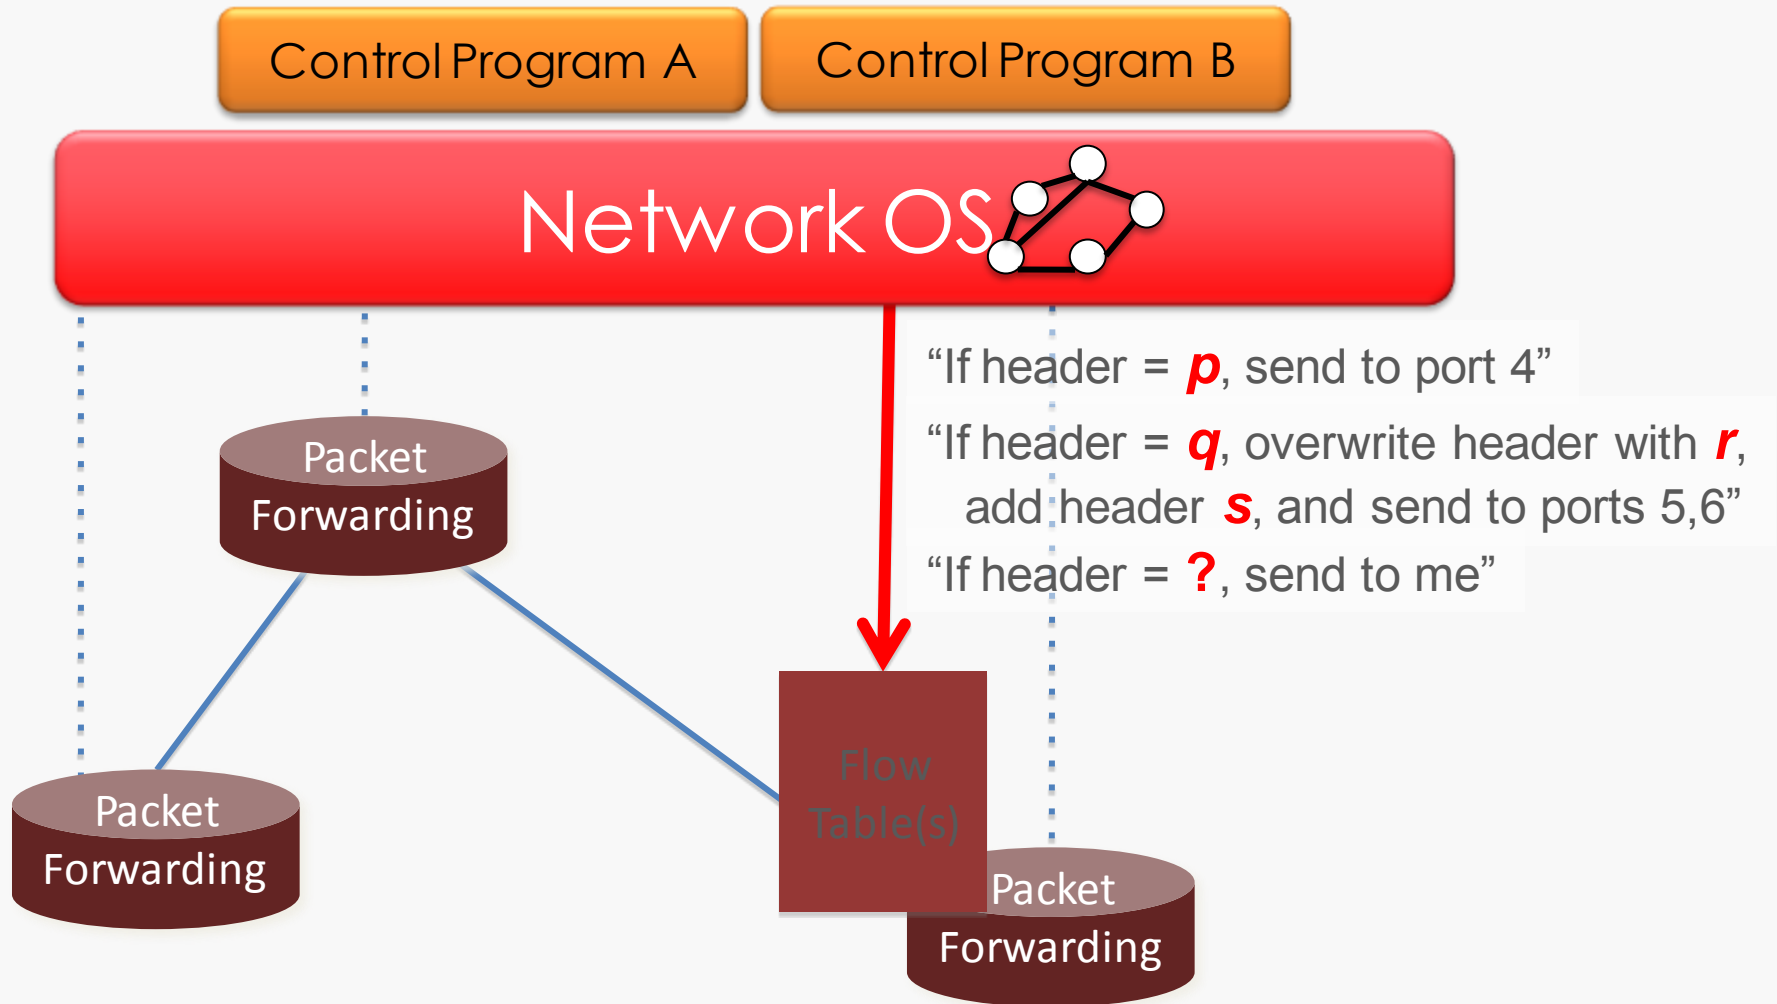 Control Program A
Control Program B
Network OS
“If header = p, send to port 4”
“If header = q, overwrite header with r,
add header s, and send to ports 5,6”
“If header = ?, send to me”
Packet
Forwarding
Flow
Table(s)
Packet
Forwarding
Packet
Forwarding